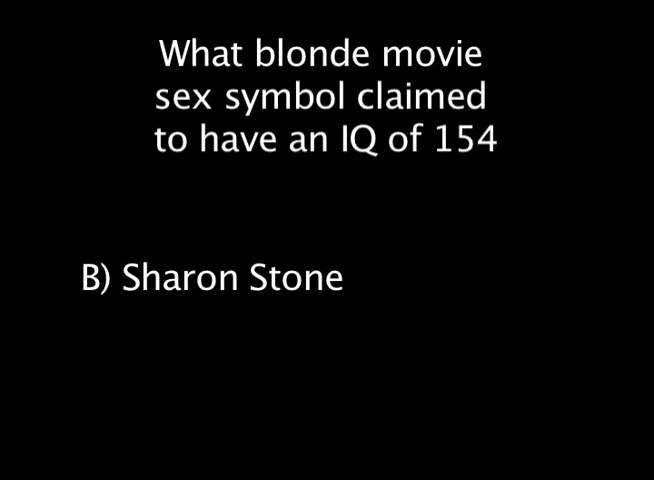 What blonde movie
sex symbol claimed
to have an IQ of 154
B) Sharon Stone